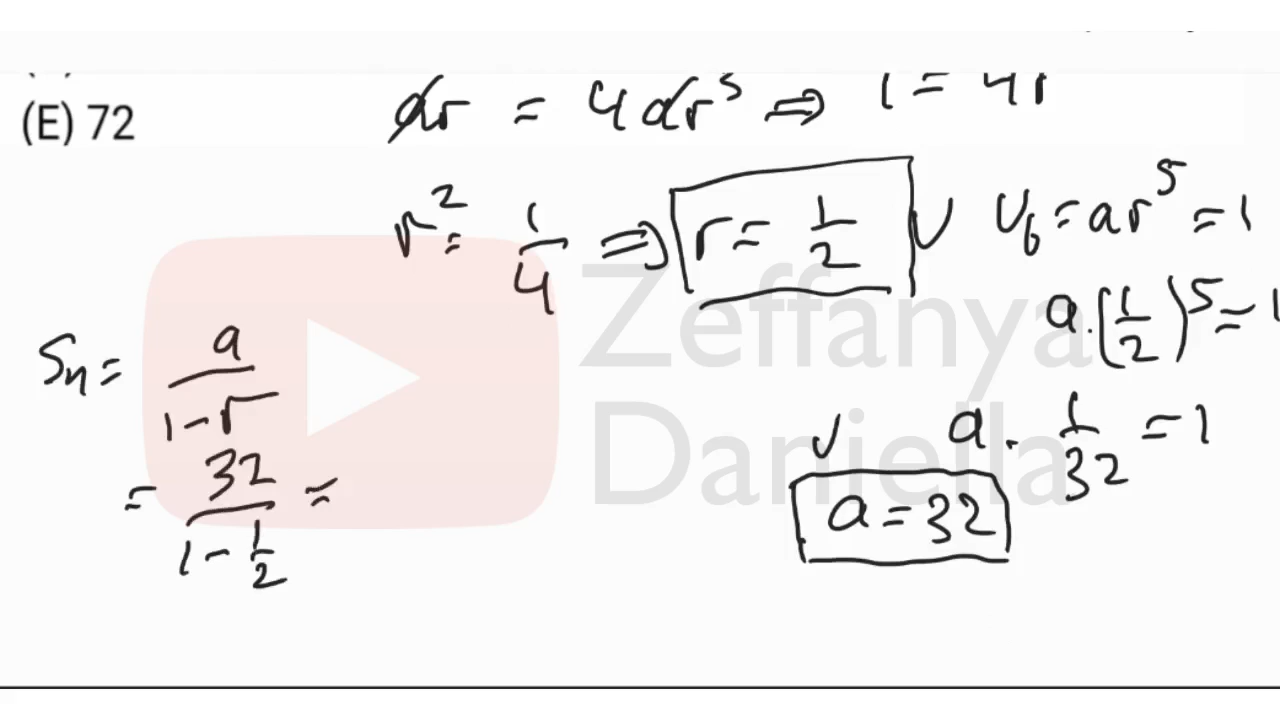 (E) 72
ar = 4ar³ ⇒ 1 = 4r
r² = 1/4 ⇒ r = 1/2 ✓ U₆ = ar⁵ = 1
a.(1/2)⁵ = 1
Sn = a/(1-r)
✓ a . 1/32 = 1
= 32/(1 - 1/2) =
a = 32
Zeffanya
Daniella